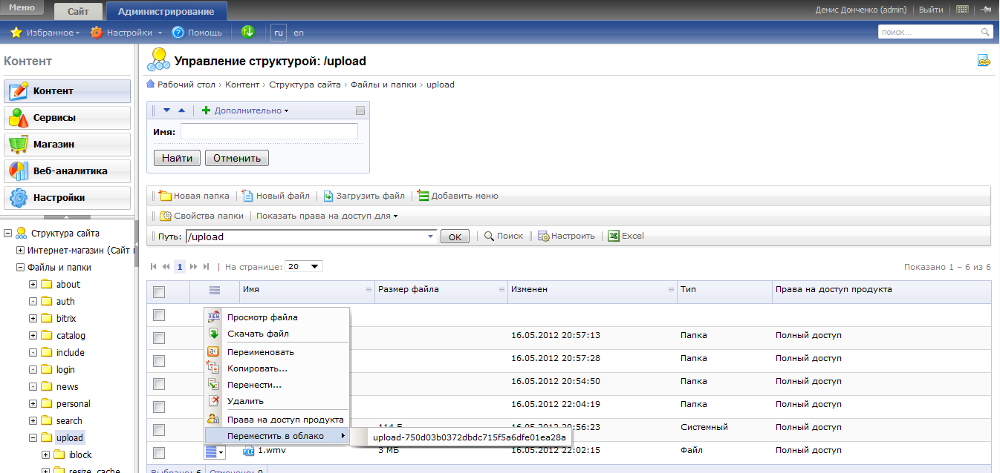 Меню
Сайт
Администрирование
Денис Донченко (admin)
Выйти
Избранное
Настройки
Помощь
ru
en
поиск...
Контент
Контент
Сервисы
Магазин
Веб-аналитика
Настройки
Структура сайта
Интернет-магазин (Сайт
Файлы и папки
about
auth
bitrix
catalog
include
login
news
personal
search
upload
iblock
resize_cache
Управление структурой: /upload
Рабочий стол › Контент › Структура сайта › Файлы и папки › upload
Дополнительно
Имя:
Найти
Отменить
Новая папка
Новый файл
Загрузить файл
Добавить меню
Свойства папки
Показать права на доступ для
Путь:
/upload
OK
Поиск
Настроить
Excel
1
На странице:
20
Показано 1 – 6 из 6
Имя
Размер файла
Изменен
Тип
Права на доступ продукта
16.05.2012 20:57:13 Папка Полный доступ
16.05.2012 20:57:28 Папка Полный доступ
16.05.2012 20:54:50 Папка Полный доступ
16.05.2012 22:04:19 Папка Полный доступ
114 Б 16.05.2012 20:56:23 Системный Полный доступ
1.wmv 3 МБ 16.05.2012 22:02:15 Файл Полный доступ
VIEW
Просмотр файла
Скачать файл
Переименовать
Копировать...
Перенести...
Удалить
Права на доступ продукта
Переместить в облако
upload-750d03b0372dbdc715f5a6dfe01ea28a
FILE
Выбрано: 6
Отмечено: 0